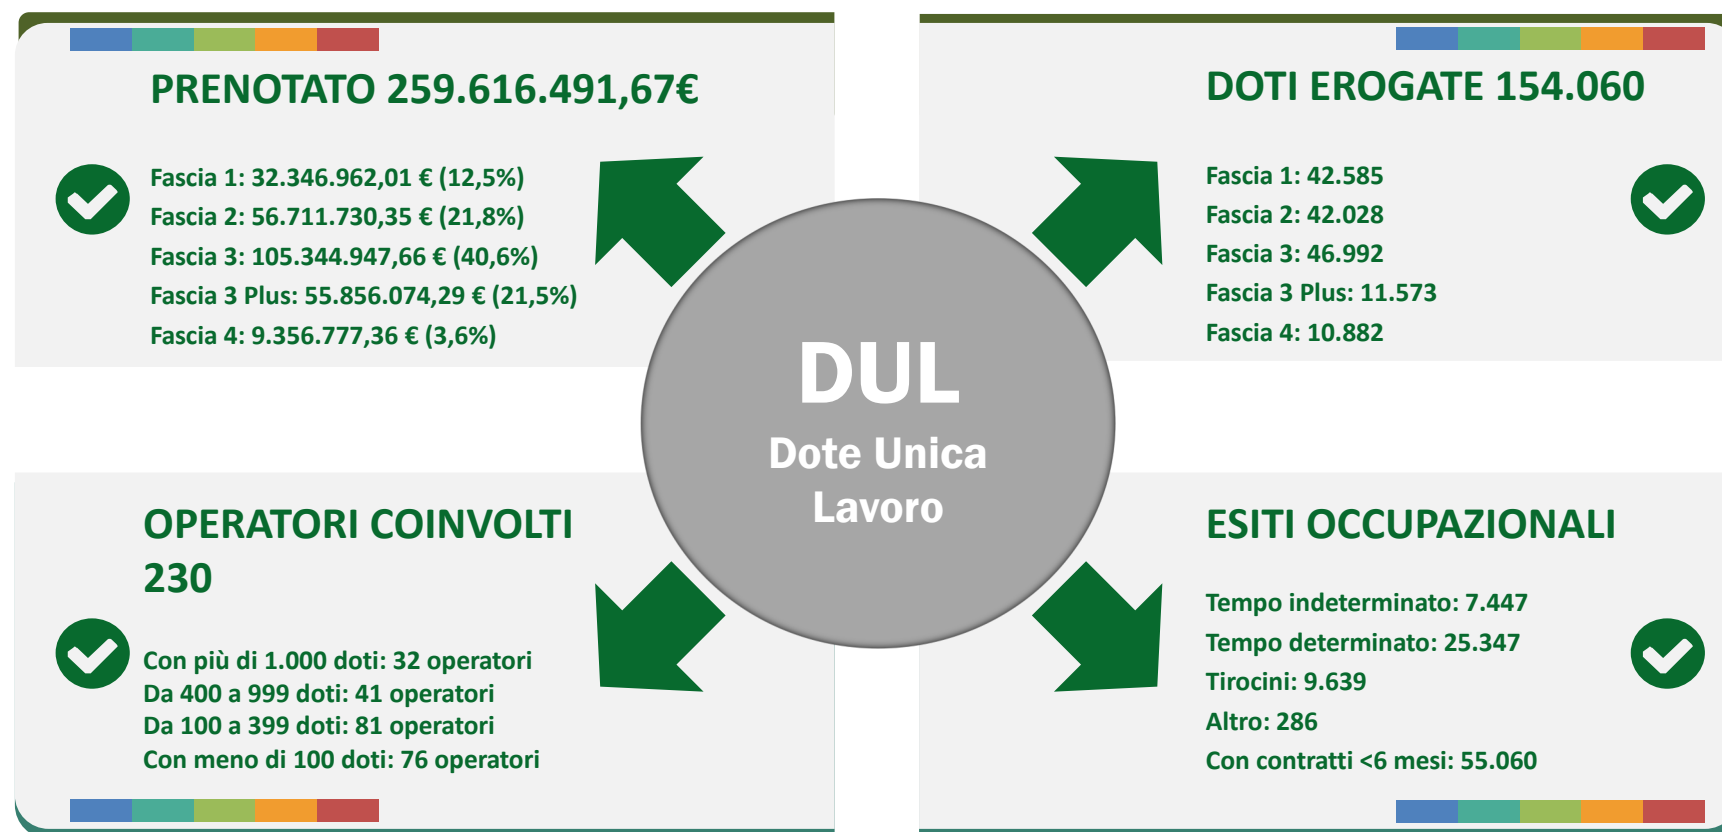 PRENOTATO 259.616.491,67€
Fascia 1: 32.346.962,01 € (12,5%)
Fascia 2: 56.711.730,35 € (21,8%)
Fascia 3: 105.344.947,66 € (40,6%)
Fascia 3 Plus: 55.856.074,29 € (21,5%)
Fascia 4: 9.356.777,36 € (3,6%)
DOTI EROGATE 154.060
Fascia 1: 42.585
Fascia 2: 42.028
Fascia 3: 46.992
Fascia 3 Plus: 11.573
Fascia 4: 10.882
DUL
Dote Unica
Lavoro
OPERATORI COINVOLTI
230
Con più di 1.000 doti: 32 operatori
Da 400 a 999 doti: 41 operatori
Da 100 a 399 doti: 81 operatori
Con meno di 100 doti: 76 operatori
ESITI OCCUPAZIONALI
Tempo indeterminato: 7.447
Tempo determinato: 25.347
Tirocini: 9.639
Altro: 286
Con contratti <6 mesi: 55.060